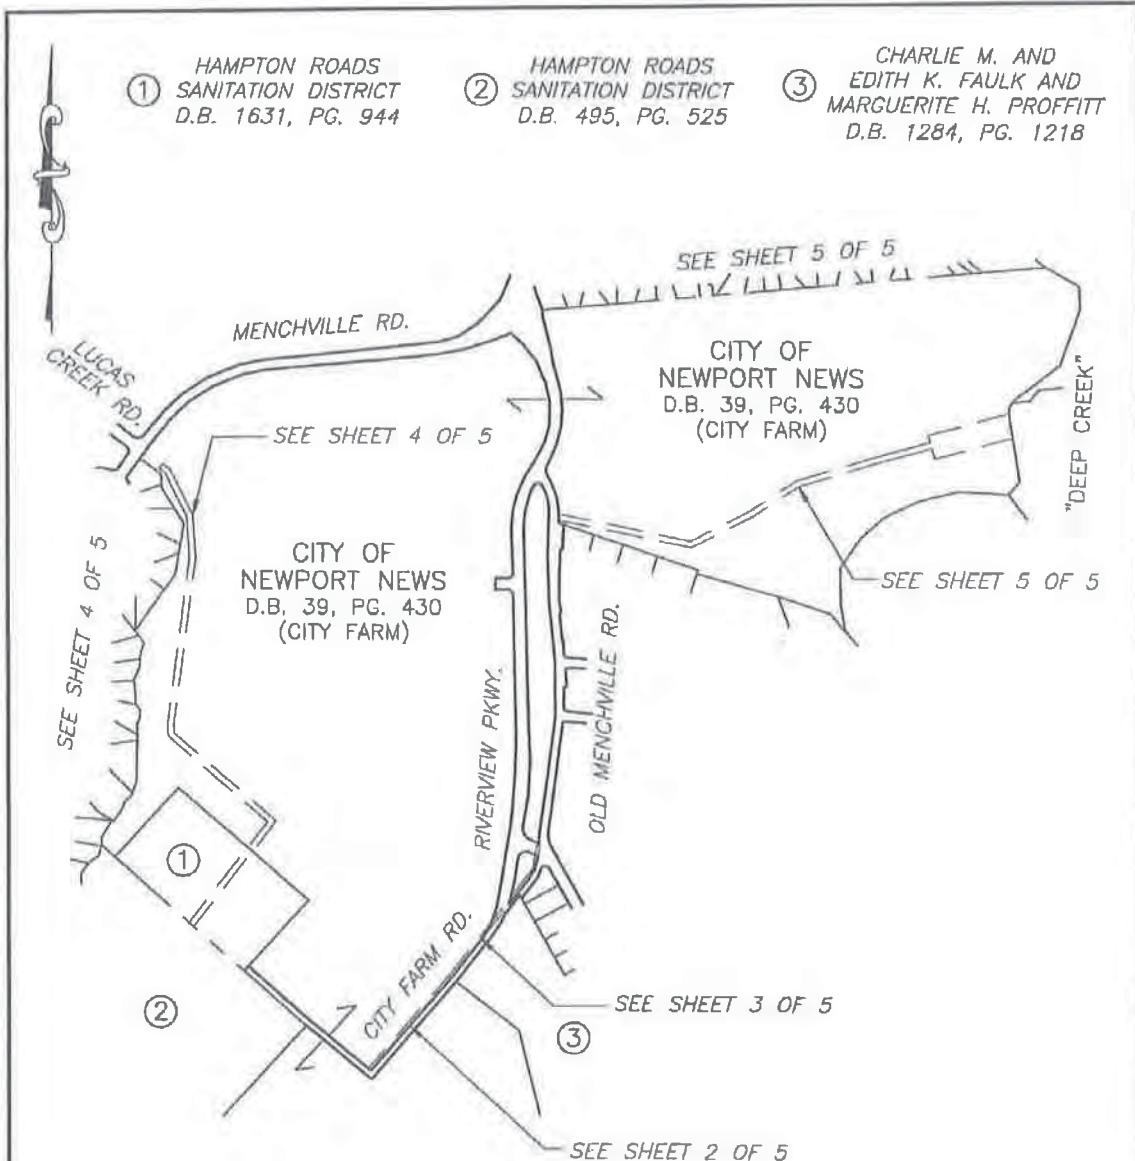 ① HAMPTON ROADS
SANITATION DISTRICT
D.B. 1631, PG. 944
② HAMPTON ROADS
SANITATION DISTRICT
D.B. 495, PG. 525
③ CHARLIE M. AND
EDITH K. FAULK AND
MARGUERITE H. PROFFITT
D.B. 1284, PG. 1218
SEE SHEET 5 OF 5
MENCHVILLE RD.
LUCAS
CREEK RD.
CITY OF
NEWPORT NEWS
D.B. 39, PG. 430
(CITY FARM)
"DEEP CREEK"
SEE SHEET 4 OF 5
SEE SHEET 4 OF 5
CITY OF
NEWPORT NEWS
D.B. 39, PG. 430
(CITY FARM)
SEE SHEET 5 OF 5
RIVERVIEW PKWY.
OLD MENCHVILLE RD.
①
CITY FARM RD.
②
SEE SHEET 3 OF 5
③
SEE SHEET 2 OF 5